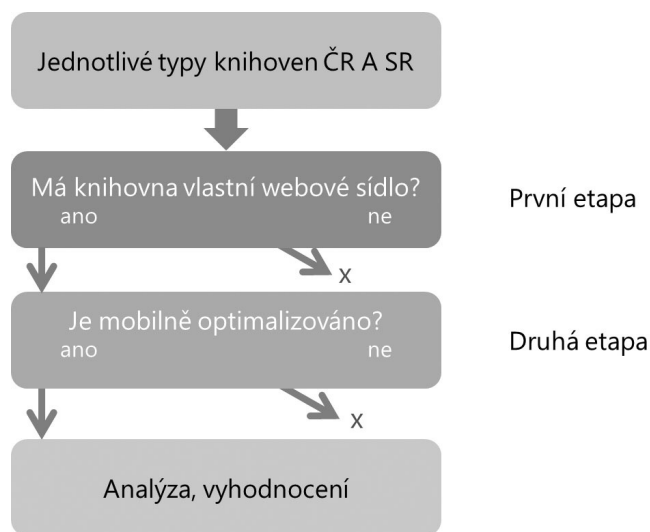 Jednotlivé typy knihoven ČR A SR
Má knihovna vlastní webové sídlo?
ano ne
První etapa
x
Je mobilně optimalizováno?
ano ne
Druhá etapa
x
Analýza, vyhodnocení